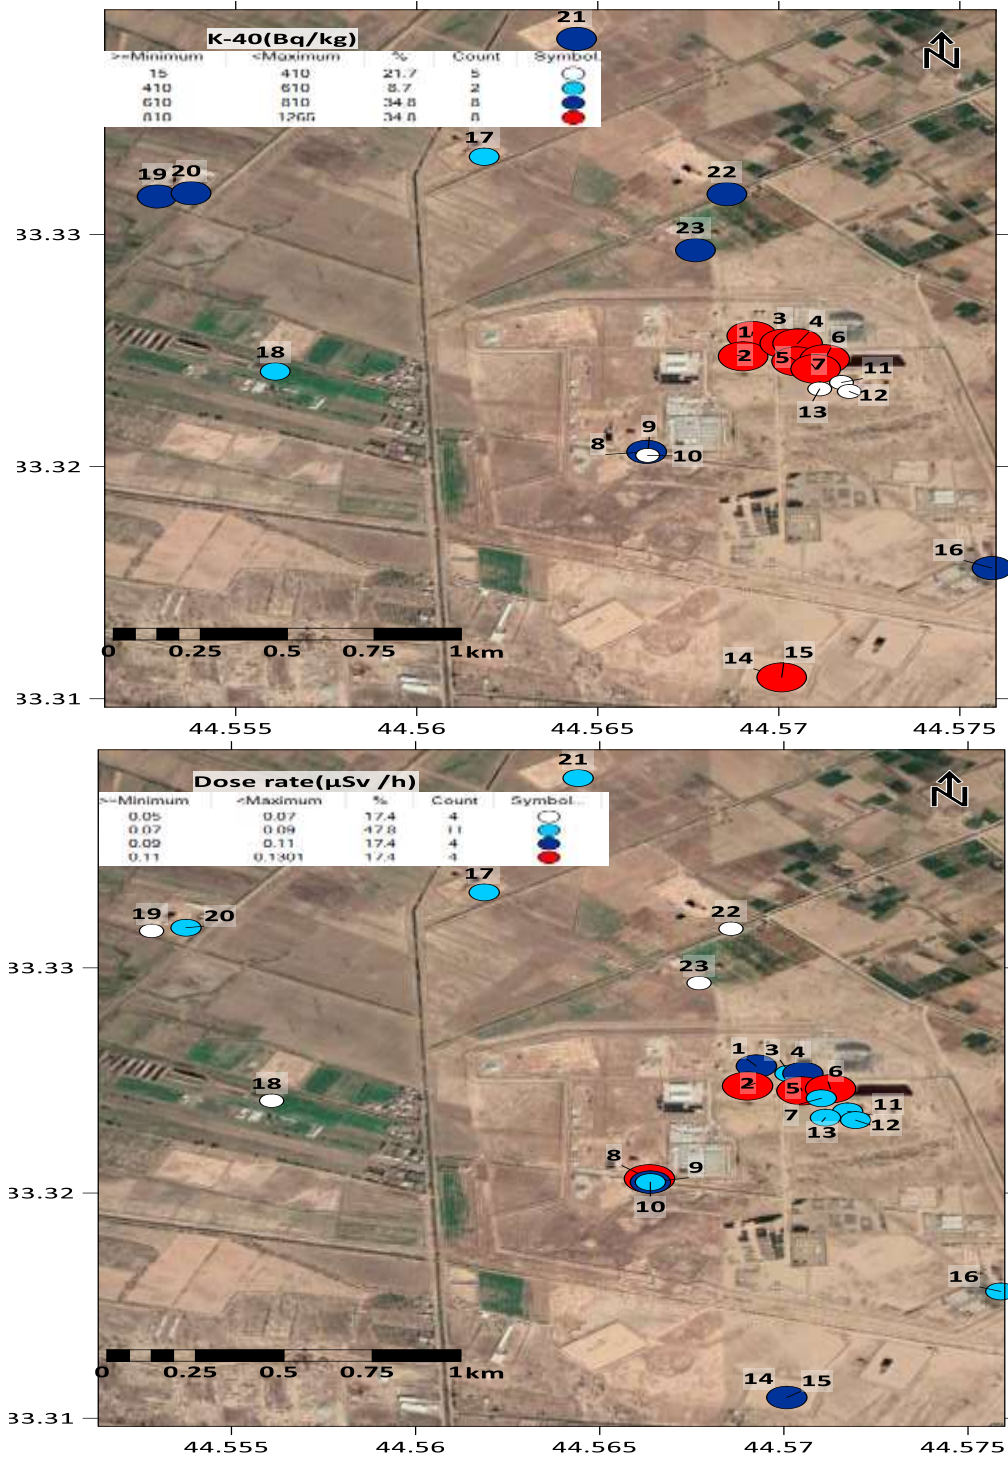 21
K-40(Bq/kg)
>=Minimum <Maximum % Count Symbol..
15 410 21.7 5
410 610 8.7 2
610 810 34.8 8
810 1265 34.8 8
17
19 20
22
23
33.33
3 4
1 6
2 5 7
11
12
13
18
9
8
10
33.32
16
14 15
0 0.25 0.5 0.75 1km
33.31
44.555 44.56 44.565 44.57 44.575
21
Dose rate(µSv /h)
>=Minimum <Maximum % Count Symbol...
0.05 0.07 17.4 4
0.07 0.09 47.8 11
0.09 0.11 17.4 4
0.11 0.1301 17.4 4
17
19 20
22
23
33.33
1 3 4
6
2 5
7 11
13 12
18
8 9
10
33.32
16
14 15
0 0.25 0.5 0.75 1km
33.31
44.555 44.56 44.565 44.57 44.575